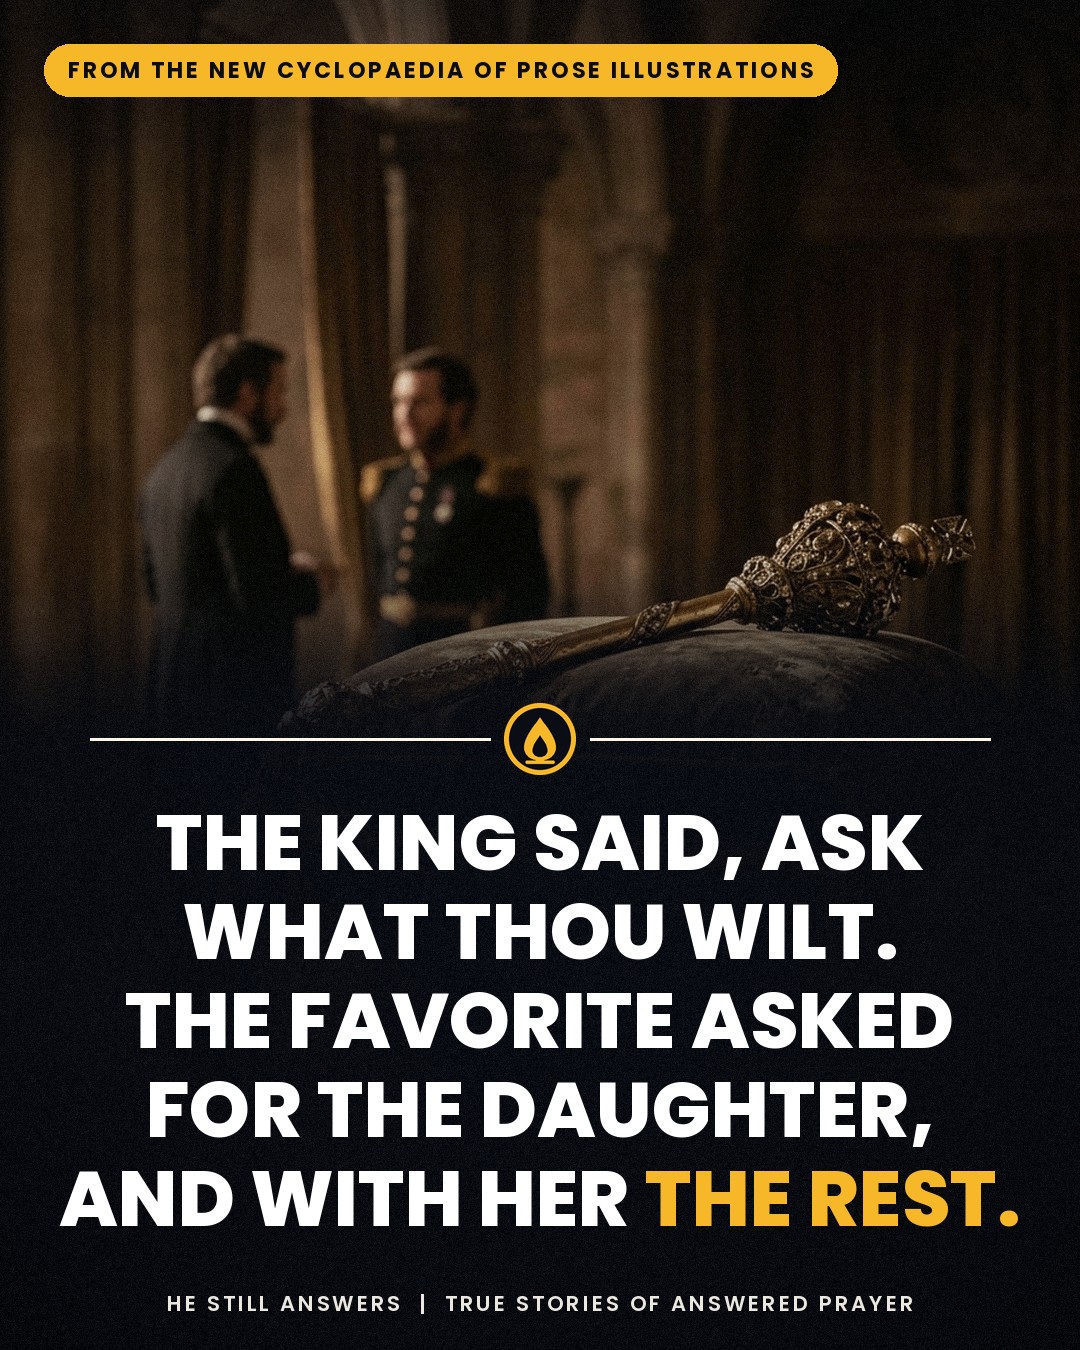 FROM THE NEW CYCLOPAEDIA OF PROSE ILLUSTRATIONS
THE KING SAID, ASK
WHAT THOU WILT.
THE FAVORITE ASKED
FOR THE DAUGHTER,
AND WITH HER THE REST.
HE STILL ANSWERS | TRUE STORIES OF ANSWERED PRAYER